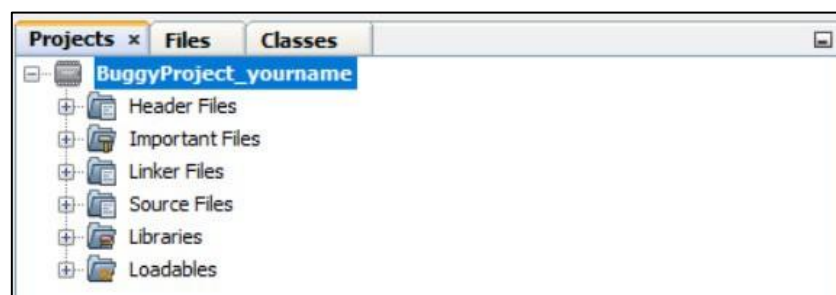 Projects × Files Classes
BuggyProject_yourname
Header Files
Important Files
Linker Files
Source Files
Libraries
Loadables